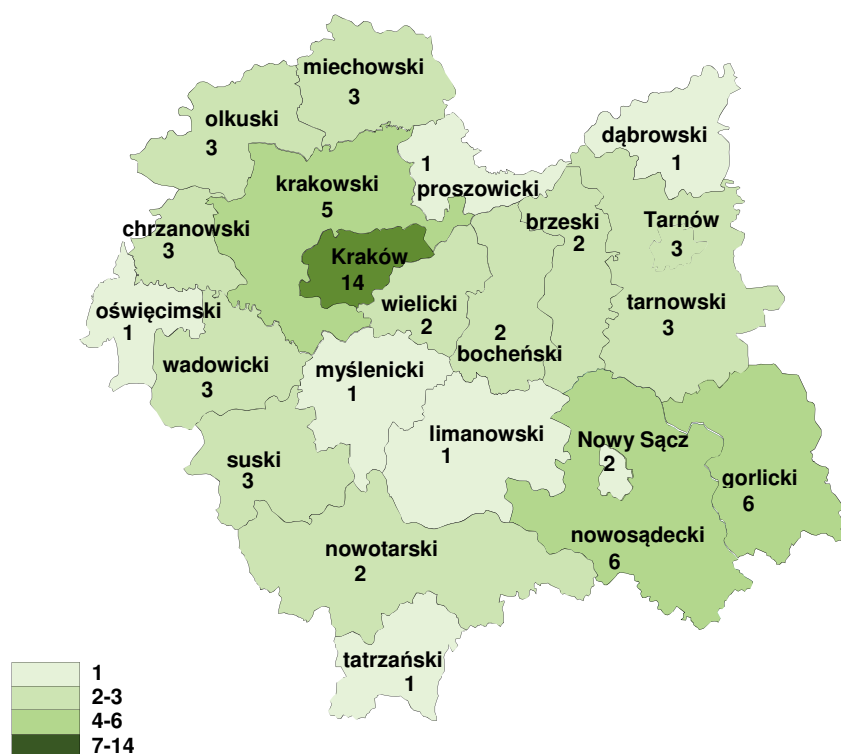 miechowski
3
olkuski
3
dąbrowski
1
1
proszowicki
krakowski
5
chrzanowski
3
brzeski
2
Tarnów
3
Kraków
14
oświęcimski
1
wielicki
2
2
bocheński
tarnowski
3
wadowicki
3
myślenicki
1
limanowski
1
Nowy Sącz
2
suski
3
gorlicki
6
nowosądecki
6
nowotarski
2
tatrzański
1
1
2-3
4-6
7-14